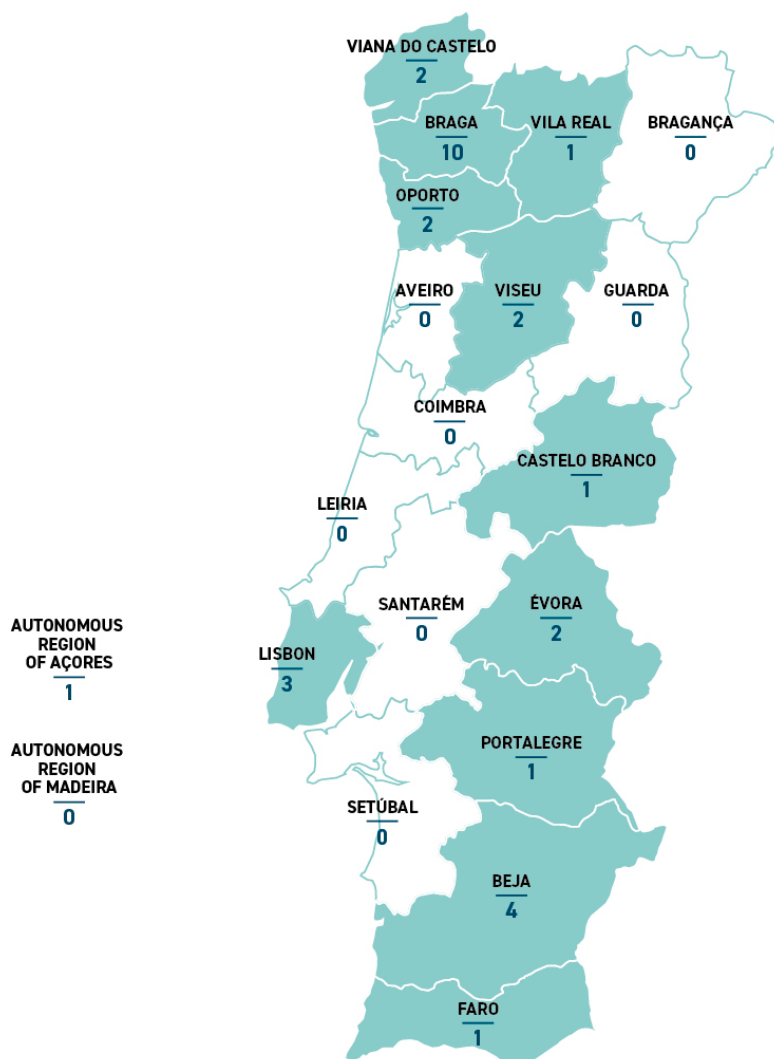 VIANA DO CASTELO
2
BRAGA
10
VILA REAL
1
BRAGANÇA
0
OPORTO
2
AVEIRO
0
VISEU
2
GUARDA
0
COIMBRA
0
CASTELO BRANCO
1
LEIRIA
0
SANTARÉM
0
ÉVORA
2
AUTONOMOUS
REGION
OF AÇORES
1
LISBON
3
PORTALEGRE
1
AUTONOMOUS
REGION
OF MADEIRA
0
SETÚBAL
0
BEJA
4
FARO
1